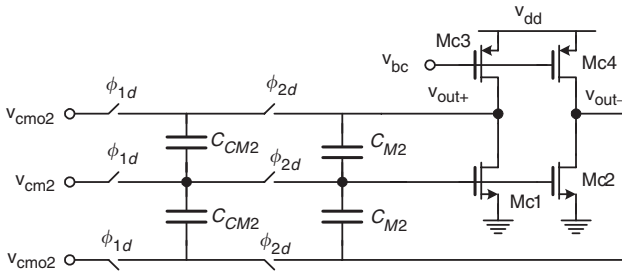 v_dd
Mc3
v_bc
Mc4
ϕ_1d
ϕ_2d
v_out+
v_out–
v_cmo2
C_CM2
C_M2
ϕ_1d
ϕ_2d
v_cm2
Mc2
Mc1
C_CM2
C_M2
ϕ_1d
ϕ_2d
v_cmo2